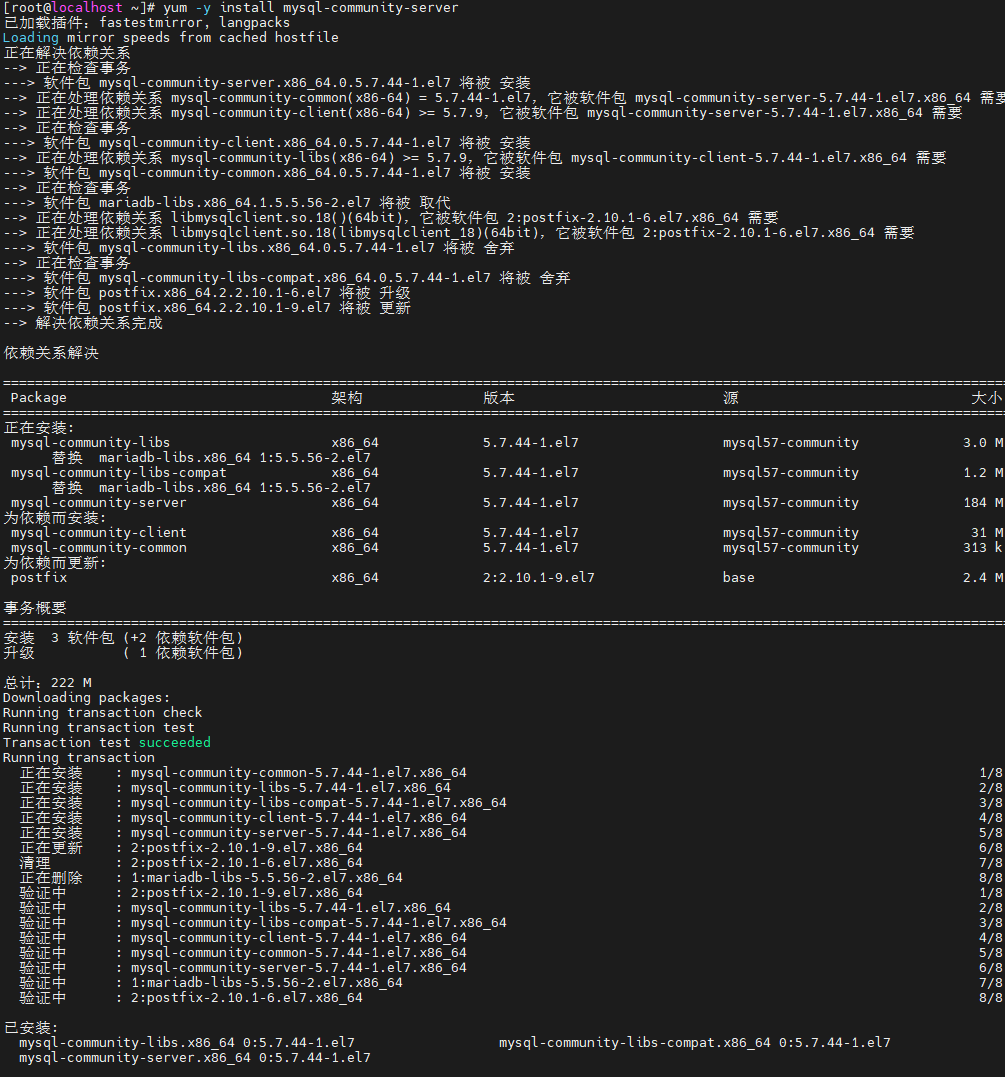 [root@localhost ~]# yum -y install mysql-community-server
已加载插件：fastestmirror, langpacks
Loading mirror speeds from cached hostfile
正在解决依赖关系
--> 正在检查事务
---> 软件包 mysql-community-server.x86_64.0.5.7.44-1.el7 将被 安装
--> 正在处理依赖关系 mysql-community-common(x86-64) = 5.7.44-1.el7，它被软件包 mysql-community-server-5.7.44-1.el7.x86_64 需要
--> 正在处理依赖关系 mysql-community-client(x86-64) >= 5.7.9，它被软件包 mysql-community-server-5.7.44-1.el7.x86_64 需要
--> 正在检查事务
---> 软件包 mysql-community-client.x86_64.0.5.7.44-1.el7 将被 安装
--> 正在处理依赖关系 mysql-community-libs(x86-64) >= 5.7.9，它被软件包 mysql-community-client-5.7.44-1.el7.x86_64 需要
---> 软件包 mysql-community-common.x86_64.0.5.7.44-1.el7 将被 安装
--> 正在检查事务
---> 软件包 mariadb-libs.x86_64.1.5.5.56-2.el7 将被 取代
--> 正在处理依赖关系 libmysqlclient.so.18()(64bit)，它被软件包 2:postfix-2.10.1-6.el7.x86_64 需要
--> 正在处理依赖关系 libmysqlclient.so.18(libmysqlclient_18)(64bit)，它被软件包 2:postfix-2.10.1-6.el7.x86_64 需要
---> 软件包 mysql-community-libs.x86_64.0.5.7.44-1.el7 将被 舍弃
--> 正在检查事务
---> 软件包 mysql-community-libs-compat.x86_64.0.5.7.44-1.el7 将被 舍弃
---> 软件包 postfix.x86_64.2.2.10.1-6.el7 将被 升级
---> 软件包 postfix.x86_64.2.2.10.1-9.el7 将被 更新
--> 解决依赖关系完成
依赖关系解决
Package 架构 版本 源 大小
正在安装:
mysql-community-libs x86_64 5.7.44-1.el7 mysql57-community 3.0 M
替换 mariadb-libs.x86_64 1:5.5.56-2.el7
mysql-community-libs-compat x86_64 5.7.44-1.el7 mysql57-community 1.2 M
替换 mariadb-libs.x86_64 1:5.5.56-2.el7
mysql-community-server x86_64 5.7.44-1.el7 mysql57-community 184 M
为依赖而安装:
mysql-community-client x86_64 5.7.44-1.el7 mysql57-community 31 M
mysql-community-common x86_64 5.7.44-1.el7 mysql57-community 313 k
为依赖而更新:
postfix x86_64 2:2.10.1-9.el7 base 2.4 M
事务概要
安装 3 软件包 (+2 依赖软件包)
升级 ( 1 依赖软件包)
总计：222 M
Downloading packages:
Running transaction check
Running transaction test
Transaction test succeeded
Running transaction
正在安装 : mysql-community-common-5.7.44-1.el7.x86_64 1/8
正在安装 : mysql-community-libs-5.7.44-1.el7.x86_64 2/8
正在安装 : mysql-community-libs-compat-5.7.44-1.el7.x86_64 3/8
正在安装 : mysql-community-client-5.7.44-1.el7.x86_64 4/8
正在安装 : mysql-community-server-5.7.44-1.el7.x86_64 5/8
正在更新 : 2:postfix-2.10.1-9.el7.x86_64 6/8
清理 : 2:postfix-2.10.1-6.el7.x86_64 7/8
正在删除 : 1:mariadb-libs-5.5.56-2.el7.x86_64 8/8
验证中 : 2:postfix-2.10.1-9.el7.x86_64 1/8
验证中 : mysql-community-libs-5.7.44-1.el7.x86_64 2/8
验证中 : mysql-community-libs-compat-5.7.44-1.el7.x86_64 3/8
验证中 : mysql-community-client-5.7.44-1.el7.x86_64 4/8
验证中 : mysql-community-common-5.7.44-1.el7.x86_64 5/8
验证中 : mysql-community-server-5.7.44-1.el7.x86_64 6/8
验证中 : 1:mariadb-libs-5.5.56-2.el7.x86_64 7/8
验证中 : 2:postfix-2.10.1-6.el7.x86_64 8/8
已安装:
mysql-community-libs.x86_64 0:5.7.44-1.el7 mysql-community-libs-compat.x86_64 0:5.7.44-1.el7
mysql-community-server.x86_64 0:5.7.44-1.el7